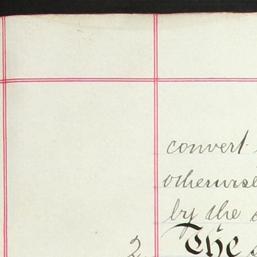 convert
otherwise
by the
2 The